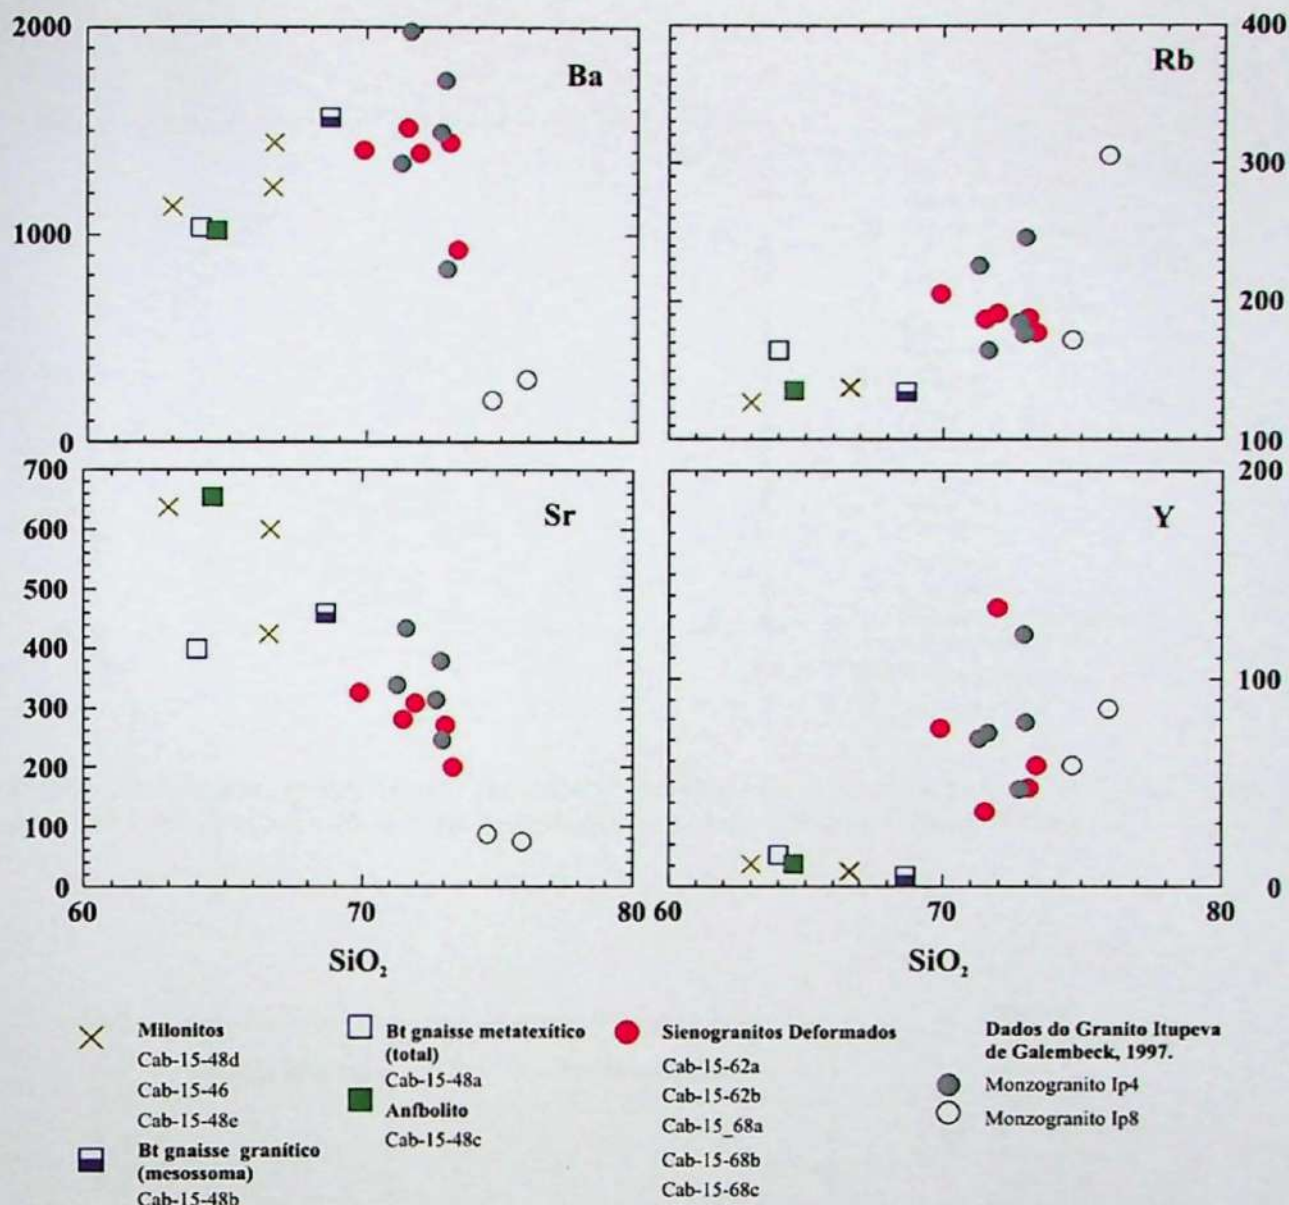 2000
Ba
1000
0
400
Rb
300
200
100
700
Sr
600
500
400
300
200
100
0
200
Y
100
0
60
70
80
60
70
80
SiO₂
SiO₂
Milonitos
Cab-15-48d
Cab-15-46
Cab-15-48e
Bt gnaisse granítico
(mesossoma)
Cab-15-48b
Bt gnaisse metatexítico
(total)
Cab-15-48a
Anfbolito
Cab-15-48c
Sienogranitos Deformados
Cab-15-62a
Cab-15-62b
Cab-15_68a
Cab-15-68b
Cab-15-68c
Dados do Granito Itupeva
de Galembeck, 1997.
Monzogranito Ip4
Monzogranito Ip8